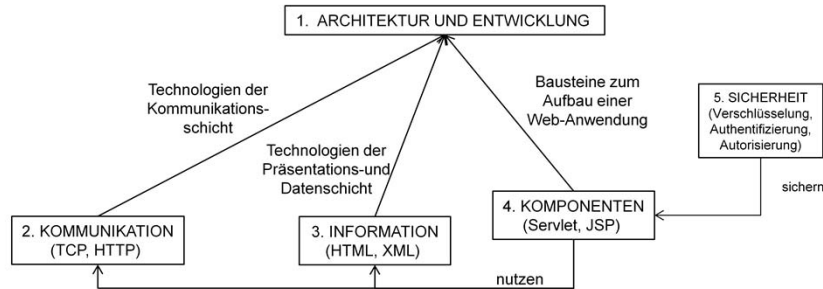 1. ARCHITEKTUR UND ENTWICKLUNG
Technologien der
Kommunikations-
schicht
Technologien der
Präsentations-und
Datenschicht
Bausteine zum
Aufbau einer
Web-Anwendung
5. SICHERHEIT
(Verschlüsselung,
Authentifizierung,
Autorisierung)
sichern
2. KOMMUNIKATION
(TCP, HTTP)
3. INFORMATION
(HTML, XML)
4. KOMPONENTEN
(Servlet, JSP)
nutzen